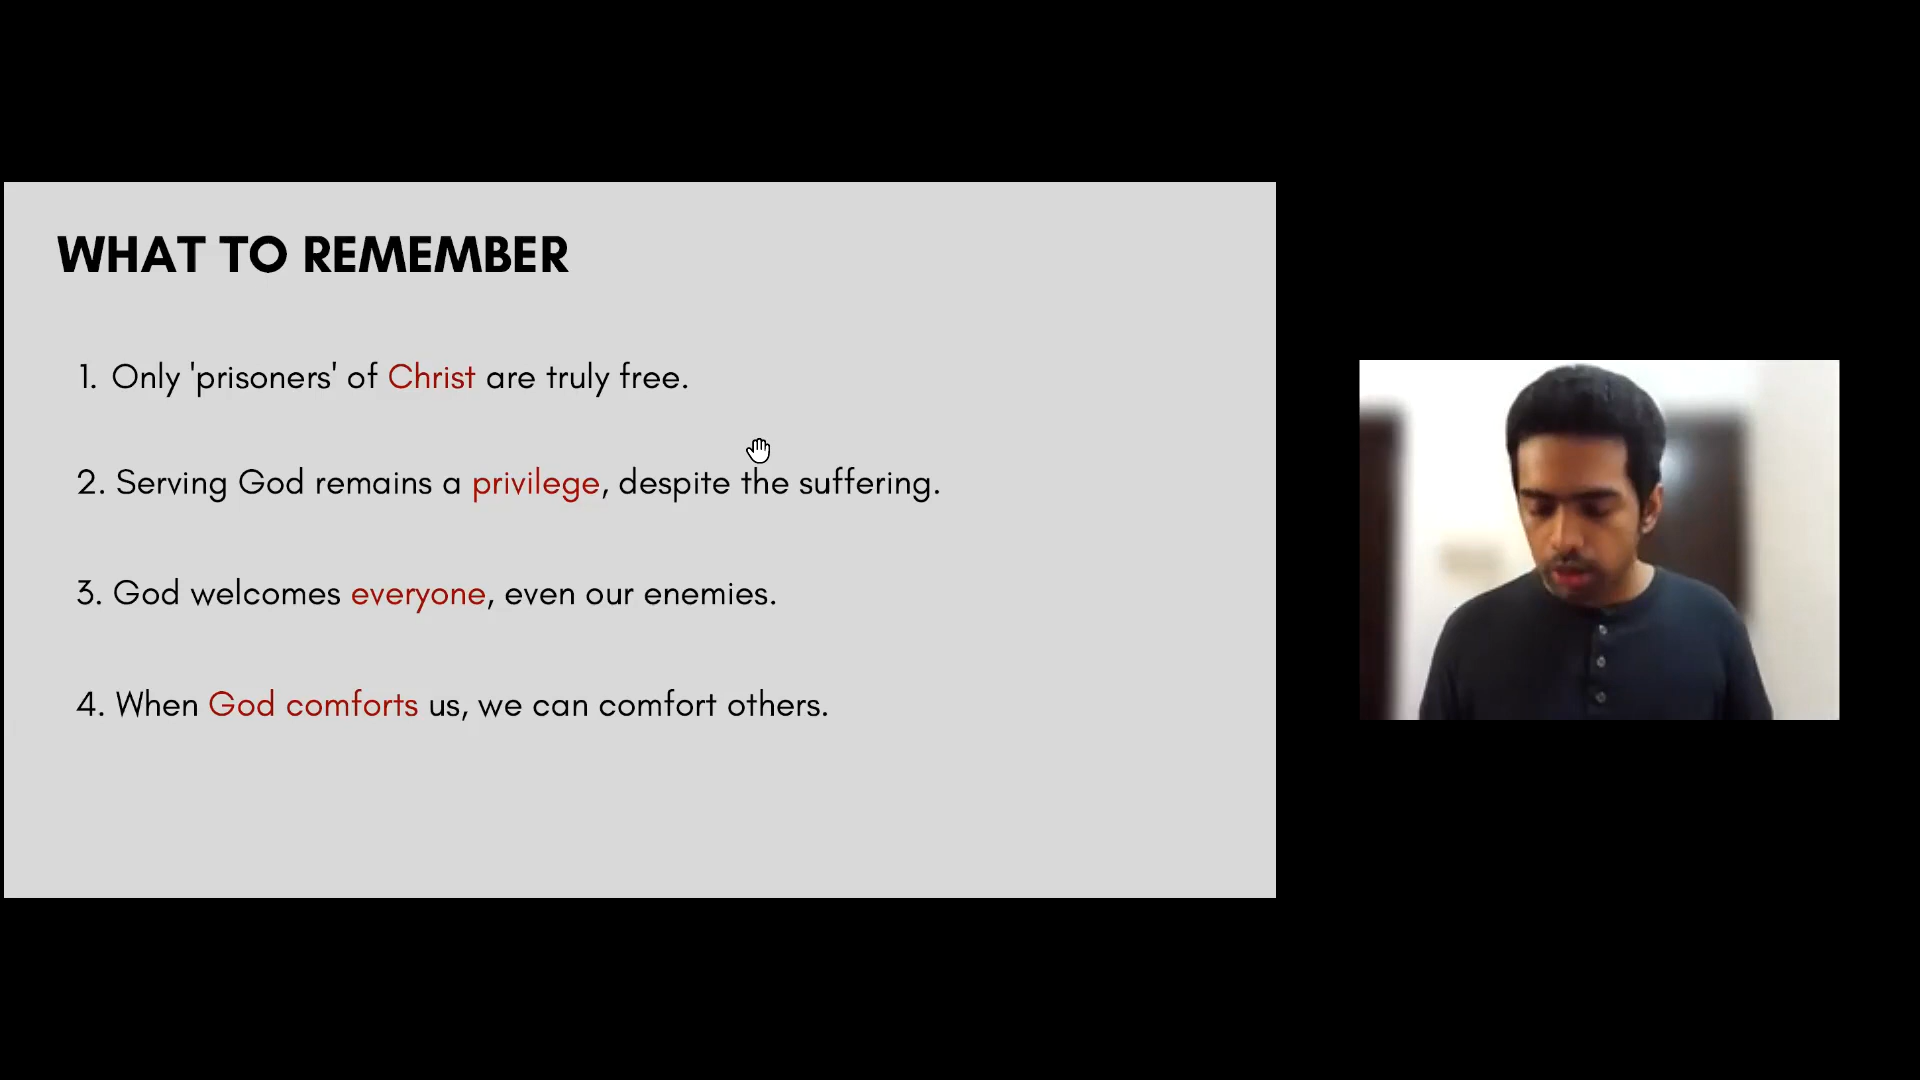 WHAT TO REMEMBER
1. Only 'prisoners' of Christ are truly free.
2. Serving God remains a privilege, despite the suffering.
3. God welcomes everyone, even our enemies.
4. When God comforts us, we can comfort others.